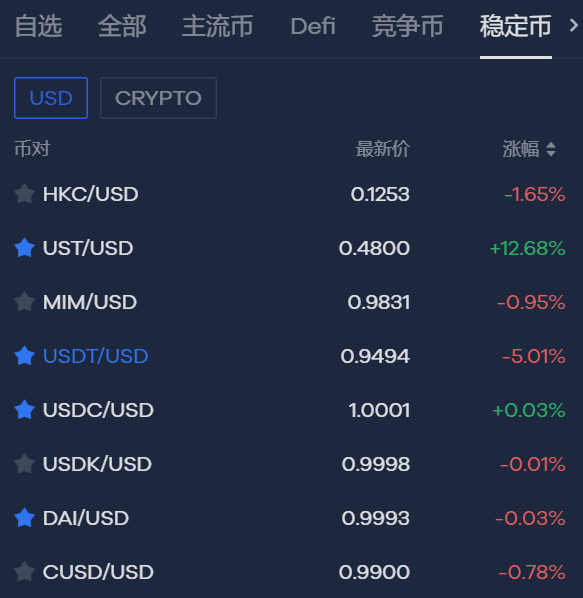 自选 全部 主流币 Defi 竞争币 稳定币
USD CRYPTO
币对 最新价 涨幅
HKC/USD 0.1253 -1.65%
UST/USD 0.4800 +12.68%
MIM/USD 0.9831 -0.95%
USDT/USD 0.9494 -5.01%
USDC/USD 1.0001 +0.03%
USDK/USD 0.9998 -0.01%
DAI/USD 0.9993 -0.03%
CUSD/USD 0.9900 -0.78%